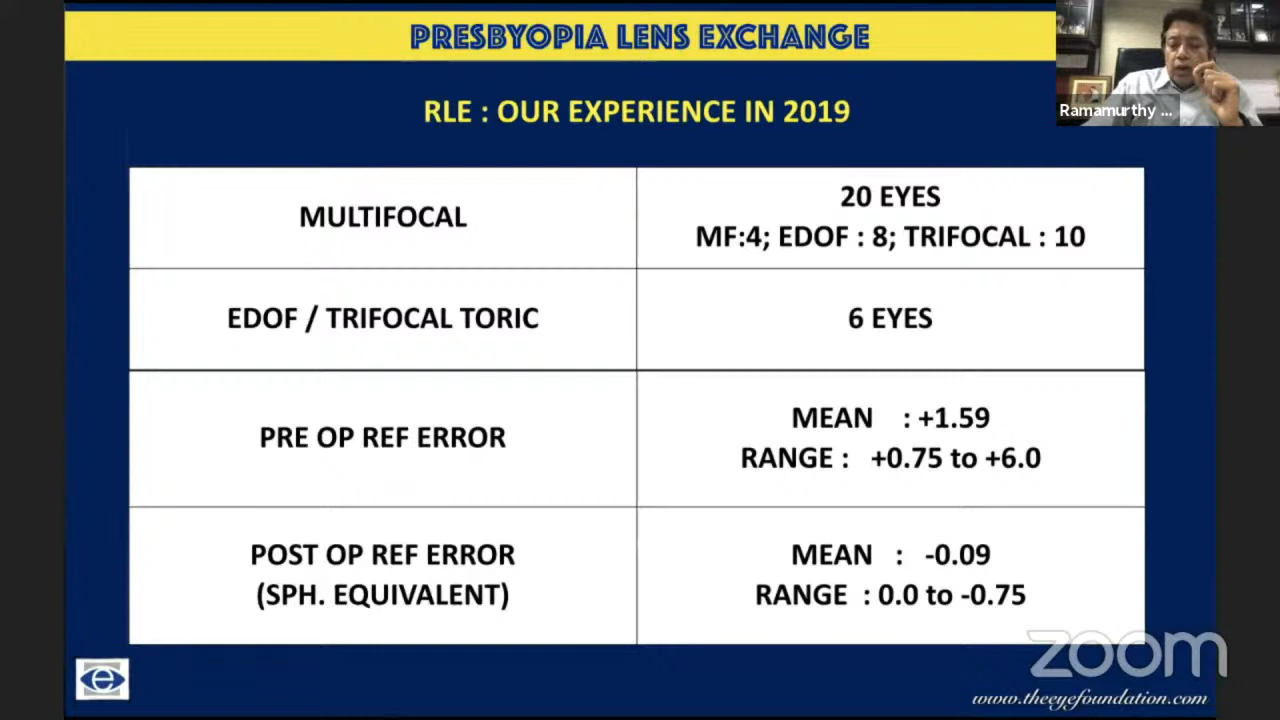 PRESBYOPIA LENS EXCHANGE
Ramamurthy ...
RLE : OUR EXPERIENCE IN 2019
MULTIFOCAL
20 EYES
MF:4; EDOF : 8; TRIFOCAL : 10
EDOF / TRIFOCAL TORIC
6 EYES
PRE OP REF ERROR
MEAN : +1.59
RANGE : +0.75 to +6.0
POST OP REF ERROR
(SPH. EQUIVALENT)
MEAN : -0.09
RANGE : 0.0 to -0.75
zoom
www.theeyefoundation.com